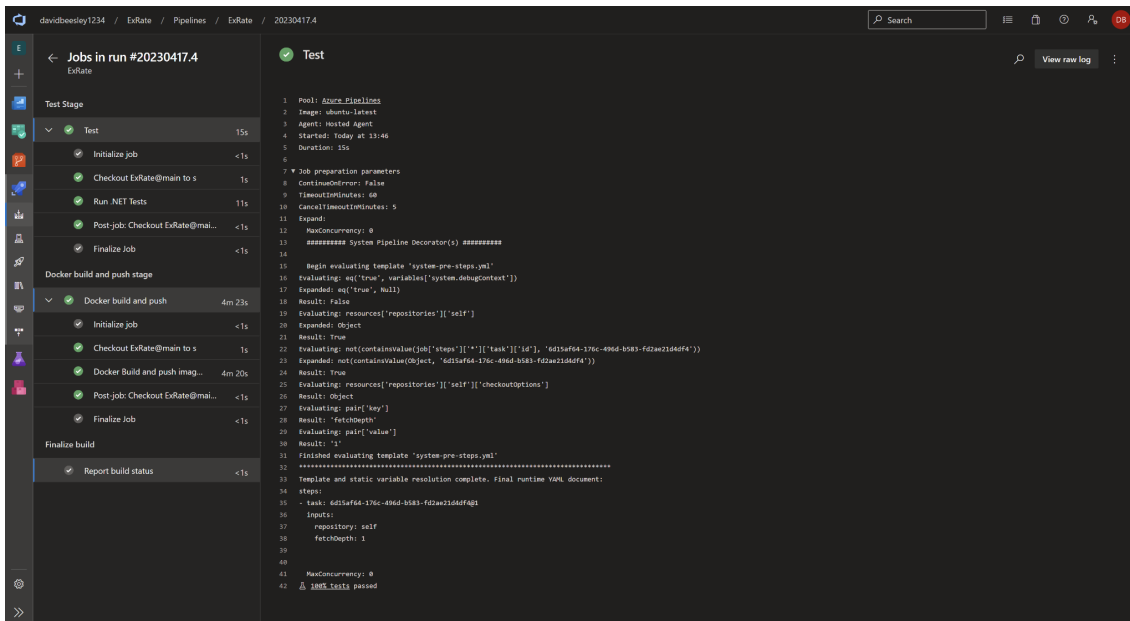 davidbeesley1234 / ExRate / Pipelines / ExRate / 20230417.4
Search
DB
E
Jobs in run #20230417.4
ExRate
Test Stage
Test 15s
Initialize job <1s
Checkout ExRate@main to s 1s
Run .NET Tests 11s
Post-job: Checkout ExRate@mai... <1s
Finalize Job <1s
Docker build and push stage
Docker build and push 4m 23s
Initialize job <1s
Checkout ExRate@main to s 1s
Docker Build and push imag... 4m 20s
Post-job: Checkout ExRate@mai... <1s
Finalize Job <1s
Finalize build
Report build status <1s
Test
View raw log
1 Pool: Azure Pipelines
2 Image: ubuntu-latest
3 Agent: Hosted Agent
4 Started: Today at 13:46
5 Duration: 15s
6
7 Job preparation parameters
8 ContinueOnError: False
9 TimeoutInMinutes: 60
10 CancelTimeoutInMinutes: 5
11 Expand:
12 MaxConcurrency: 0
13 ########## System Pipeline Decorator(s) ##########
14
15 Begin evaluating template 'system-pre-steps.yml'
16 Evaluating: eq('true', variables['system.debugContext'])
17 Expanded: eq('true', Null)
18 Result: False
19 Evaluating: resources['repositories']['self']
20 Expanded: Object
21 Result: True
22 Evaluating: not(containsValue(job['steps']['*']['task']['id'], '6d15af64-176c-496d-b583-fd2ae21d4df4'))
23 Expanded: not(containsValue(Object, '6d15af64-176c-496d-b583-fd2ae21d4df4'))
24 Result: True
25 Evaluating: resources['repositories']['self']['checkoutOptions']
26 Result: Object
27 Evaluating: pair['key']
28 Result: 'fetchDepth'
29 Evaluating: pair['value']
30 Result: '1'
31 Finished evaluating template 'system-pre-steps.yml'
32 ********************************************************************************
33 Template and static variable resolution complete. Final runtime YAML document:
34 steps:
35 - task: 6d15af64-176c-496d-b583-fd2ae21d4df4@1
36 inputs:
37 repository: self
38 fetchDepth: 1
39
40
41 MaxConcurrency: 0
42 100% tests passed